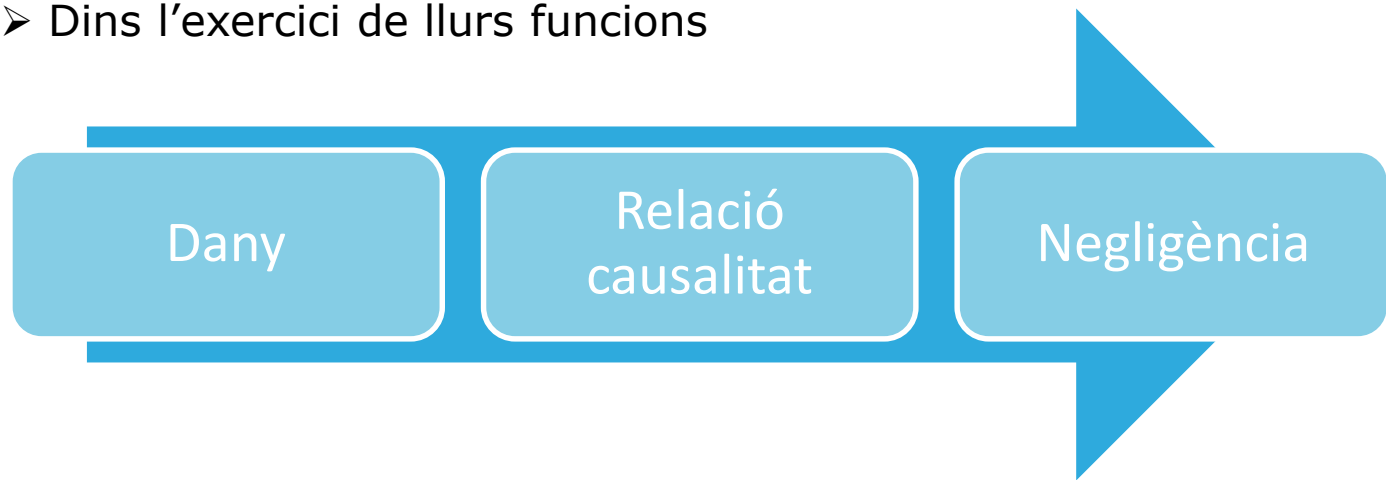 ➢ Dins l’exercici de llurs funcions
Dany
Relació
causalitat
Negligència